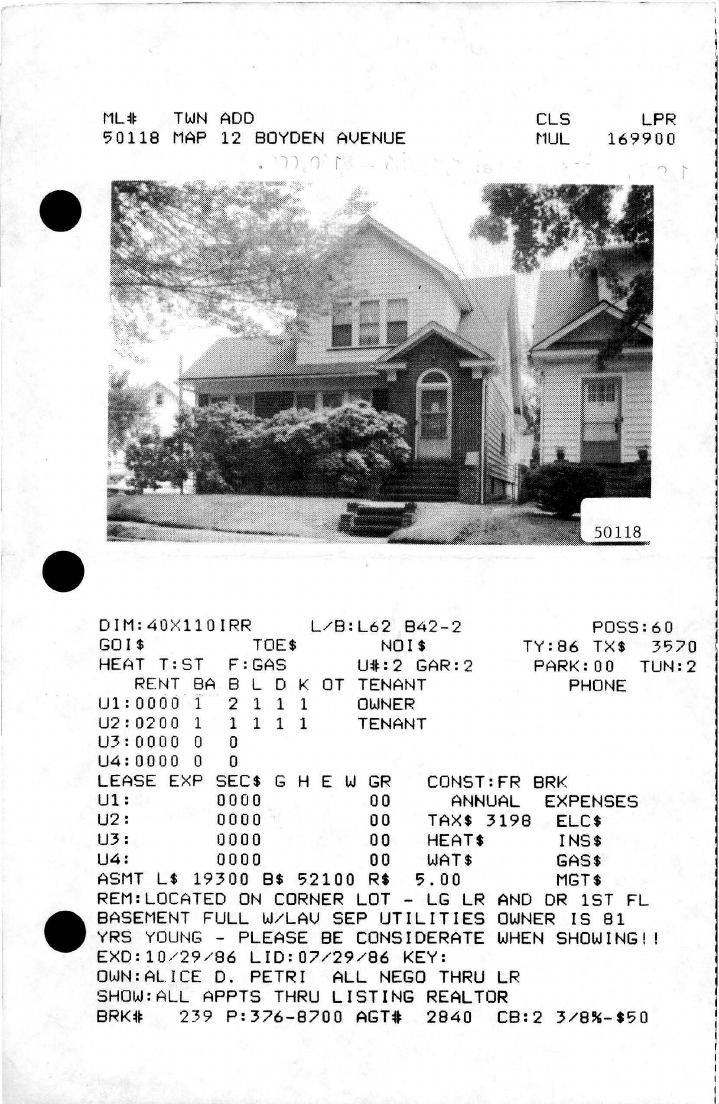 ML# TWN ADD CLS LPR
50118 MAP 12 BOYDEN AVENUE MUL 169900
50118
DIM:40X110IRR L/B:L62 B42-2 POSS:60
GOI$ TOE$ NOI$ TY:86 TX$ 3570
HEAT T:ST F:GAS U#:2 GAR:2 PARK:00 TUN:2
RENT BA B L D K OT TENANT PHONE
U1:0000 1 2 1 1 1 OWNER
U2:0200 1 1 1 1 1 TENANT
U3:0000 0 0
U4:0000 0 0
LEASE EXP SEC$ G H E W GR CONST:FR BRK
U1: 0000 00 ANNUAL EXPENSES
U2: 0000 00 TAX$ 3198 ELC$
U3: 0000 00 HEAT$ INS$
U4: 0000 00 WAT$ GAS$
ASMT L$ 19300 B$ 52100 R$ 5.00 MGT$
REM:LOCATED ON CORNER LOT - LG LR AND DR 1ST FL
BASEMENT FULL W/LAV SEP UTILITIES OWNER IS 81
YRS YOUNG - PLEASE BE CONSIDERATE WHEN SHOWING!!
EXD:10/29/86 LID:07/29/86 KEY:
OWN:ALICE D. PETRI ALL NEGO THRU LR
SHOW:ALL APPTS THRU LISTING REALTOR
BRK# 239 P:376-8700 AGT# 2840 CB:2 3/8%-$50